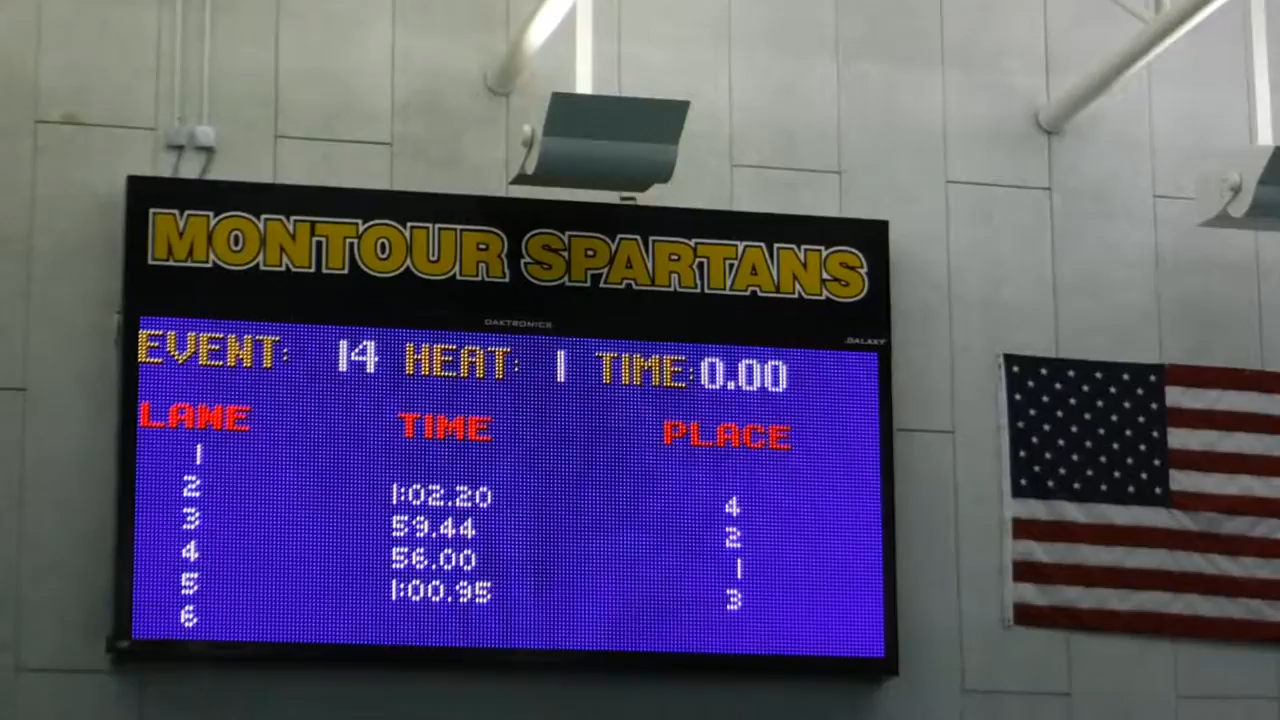 MONTOUR SPARTANS
DAKTRONICS
GALAXY
EVENT: 14 HEAT: 1 TIME: 0.00
LANE TIME PLACE
1
2 1:02.20 4
3 59.44 2
4 56.00 1
5 1:00.95 3
6